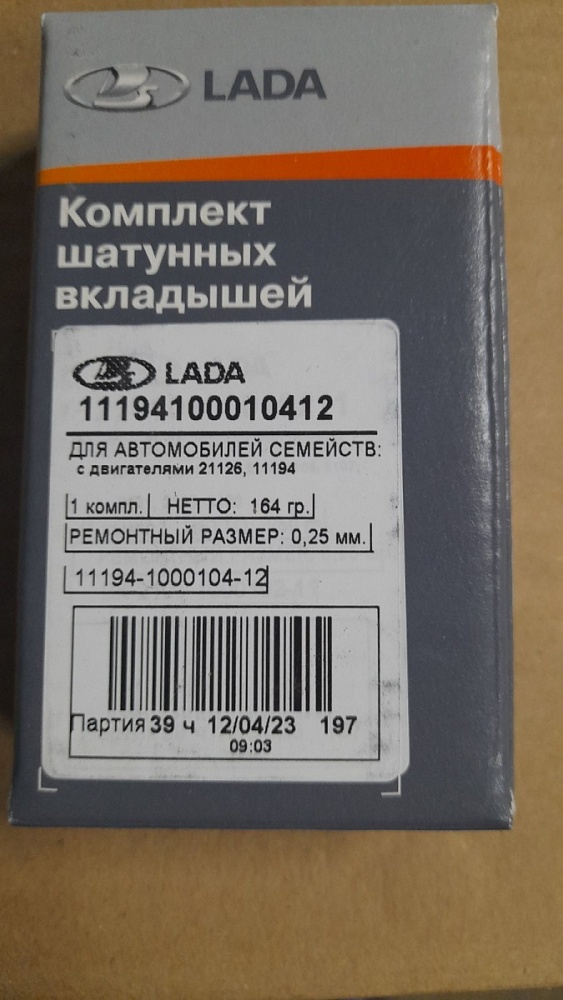 LADA
Комплект
шатунных
вкладышей
LADA
11194100010412
ДЛЯ АВТОМОБИЛЕЙ СЕМЕЙСТВ:
с двигателями 21126, 11194
1 компл. НЕТТО: 164 гр.
РЕМОНТНЫЙ РАЗМЕР: 0,25 мм.
11194-1000104-12
Партия 39 ч 12/04/23 197
09:03